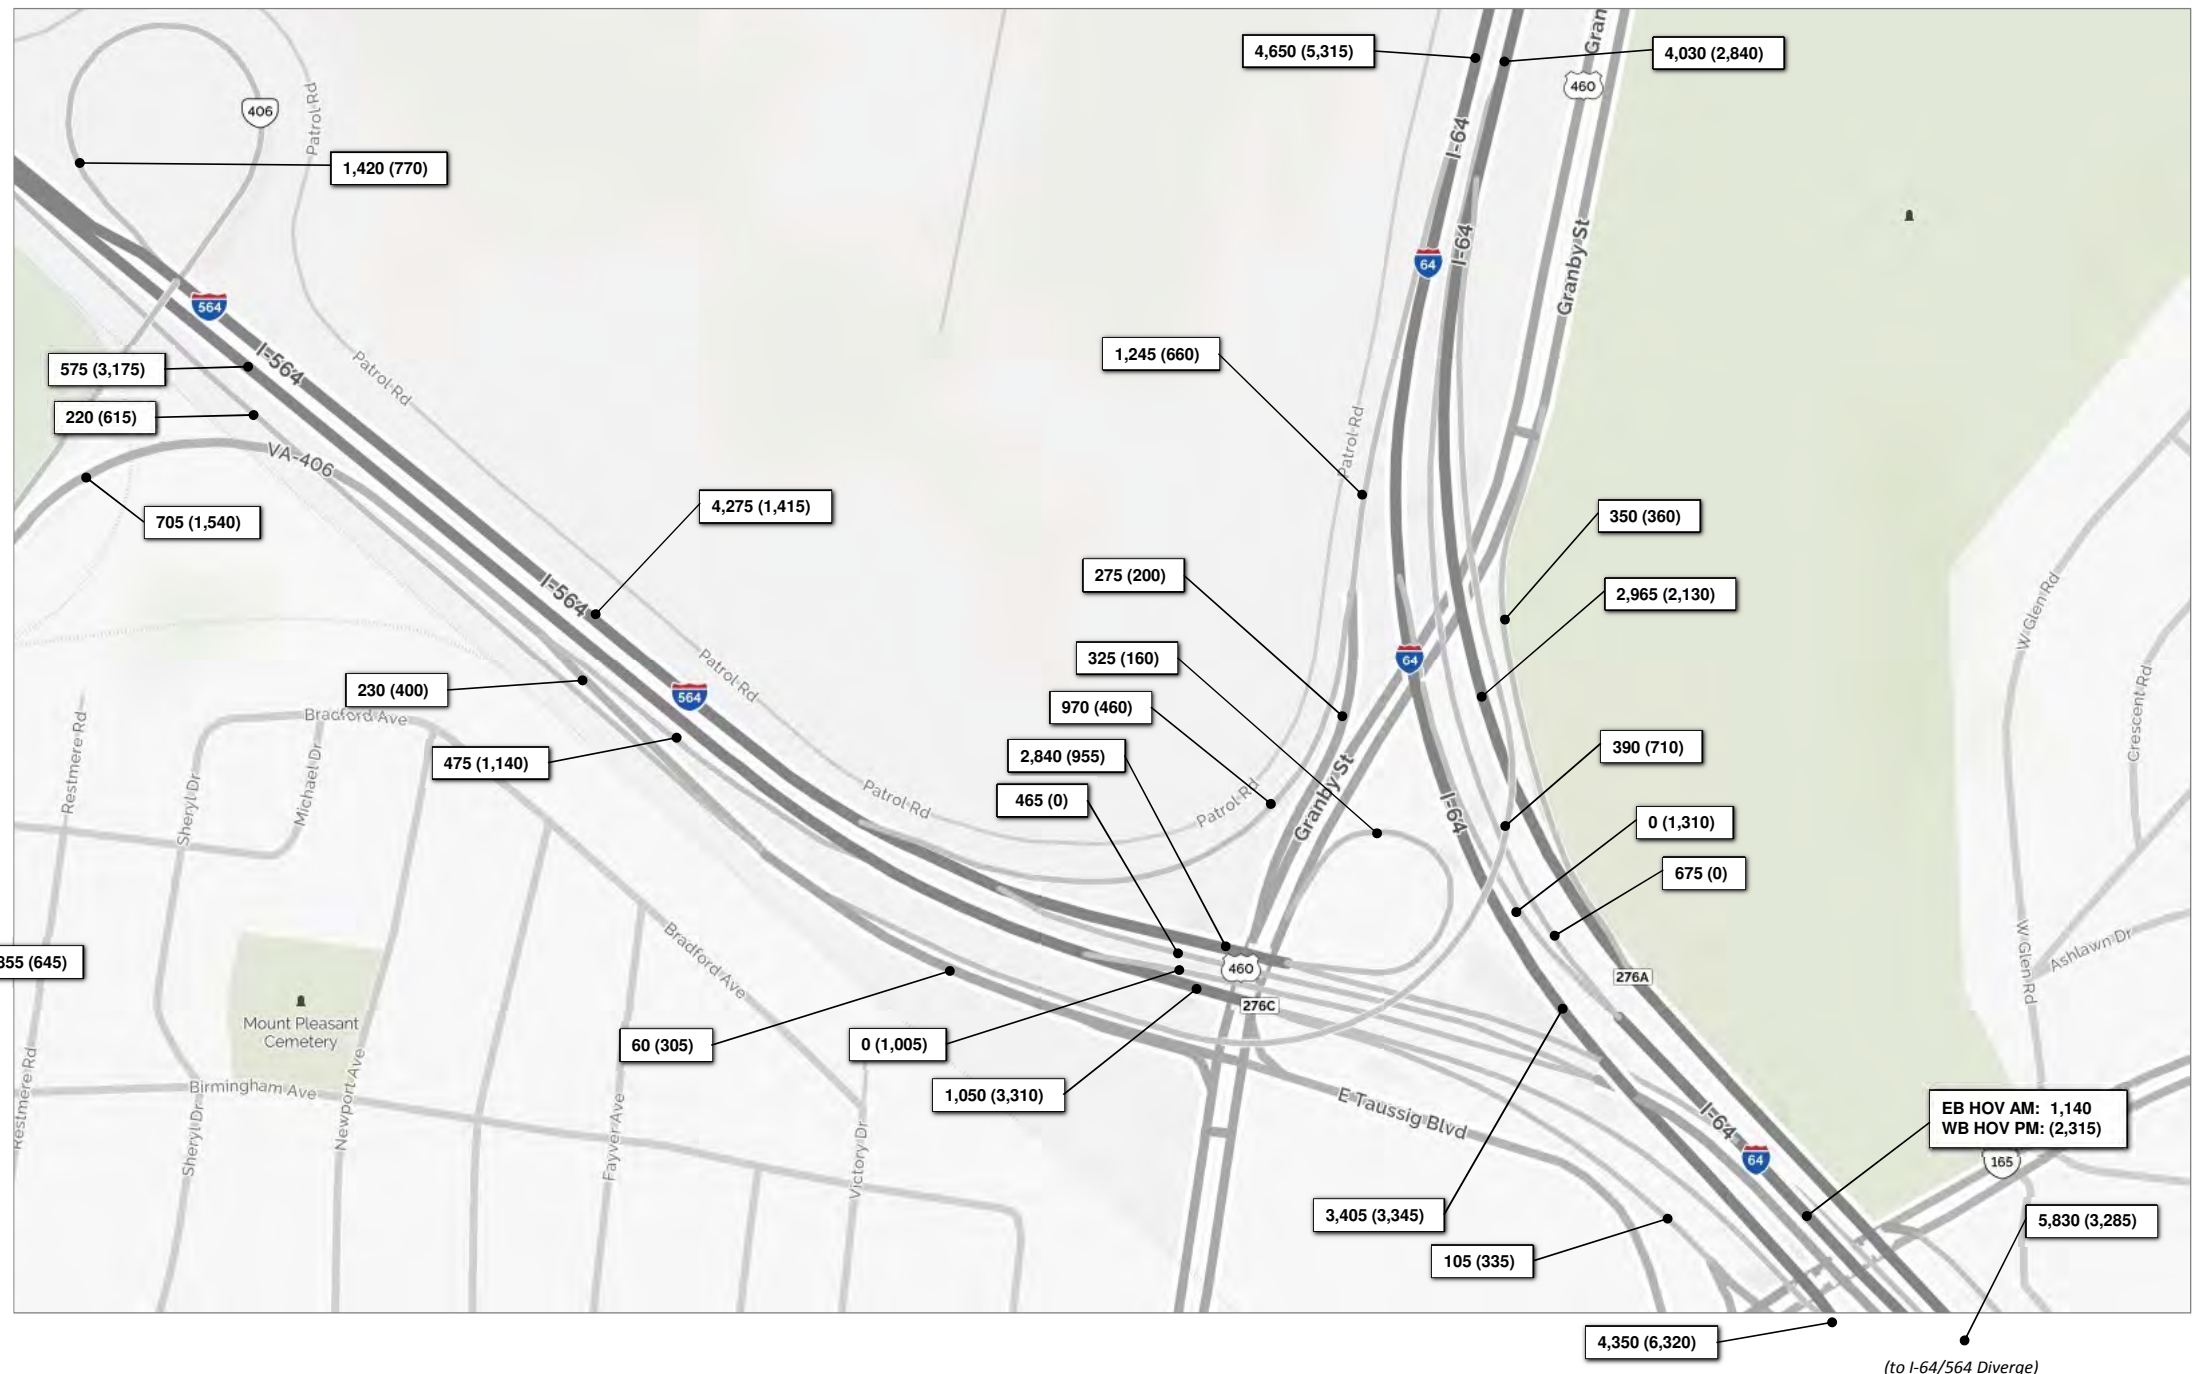 4,650 (5,315)
4,030 (2,840)
Gran
460
406
Patrol Rd
I-64
1,420 (770)
I-64
Granby St
64
564
I-564
Patrol Rd
1,245 (660)
575 (3,175)
220 (615)
VA-406
Patrol Rd
705 (1,540)
4,275 (1,415)
350 (360)
I-564
275 (200)
2,965 (2,130)
W Glen Rd
325 (160)
64
Patrol Rd
230 (400)
564
970 (460)
Crescent Rd
Bradford Ave
Restmere Rd
Michael Dr
Sheryl Dr
475 (1,140)
2,840 (955)
390 (710)
465 (0)
Patrol Rd
Patrol Rd
Granby St
I-64
0 (1,310)
675 (0)
Bradford Ave
355 (645)
460
276A
W Glen Rd
Ashlawn Dr
276C
Mount Pleasant
Cemetery
60 (305)
0 (1,005)
1,050 (3,310)
Restmere Rd
Birmingham Ave
Sheryl Dr
Newport Ave
Fayver Ave
Victory Dr
E Taussig Blvd
I-64
64
EB HOV AM: 1,140
WB HOV PM: (2,315)
165
3,405 (3,345)
105 (335)
5,830 (3,285)
4,350 (6,320)
(to I-64/564 Diverge)